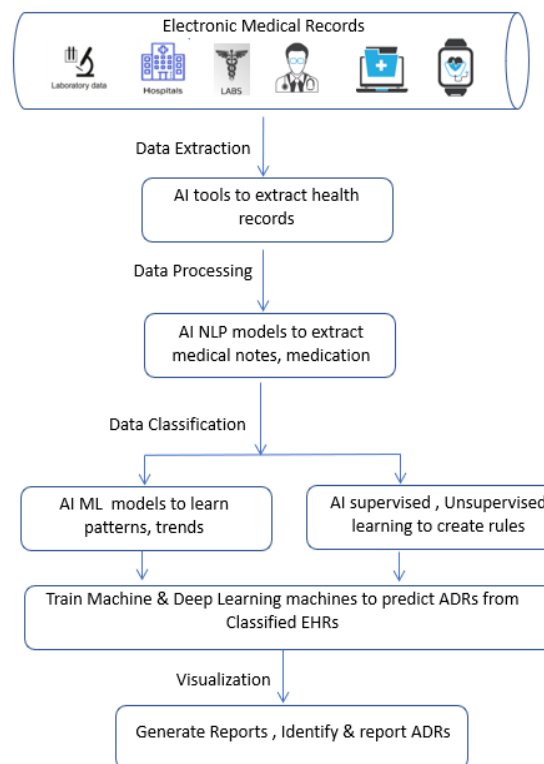 Electronic Medical Records
Laboratory data
Hospitals
LABS
Data Extraction
AI tools to extract health
records
Data Processing
AI NLP models to extract
medical notes, medication
Data Classification
AI ML models to learn
patterns, trends
AI supervised , Unsupervised
learning to create rules
Train Machine & Deep Learning machines to predict ADRs from
Classified EHRs
Visualization
Generate Reports , Identify & report ADRs